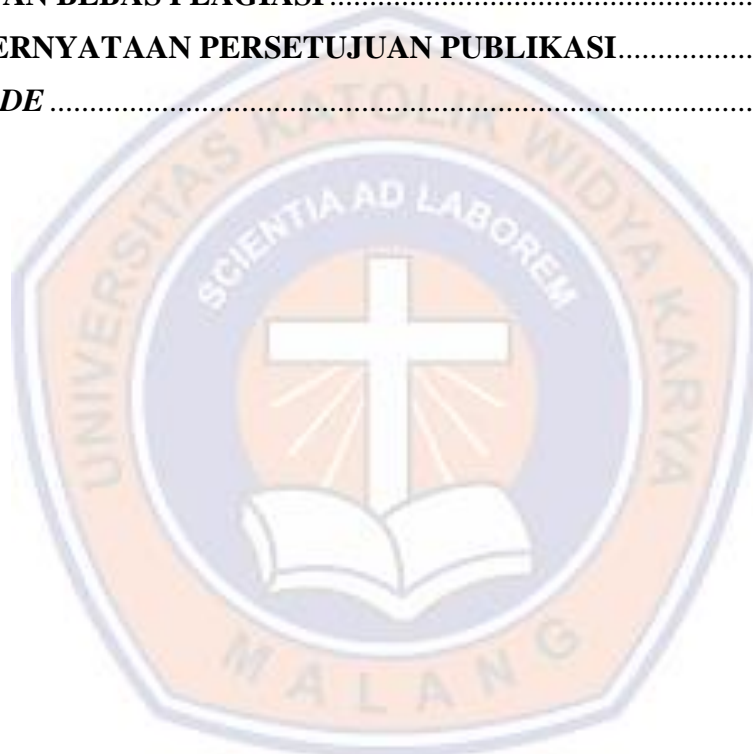 AN BEBAS PLAGIASI
ERNYATAAN PERSETUJUAN PUBLIKASI
DE
UNIVERSITAS KATOLIK WIDYA KARYA
SCIENTIA AD LABOREM
MALANG